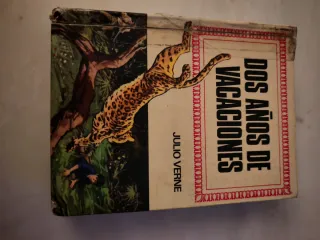 DOS AÑOS DE
VACACIONES
JULIO VERNE